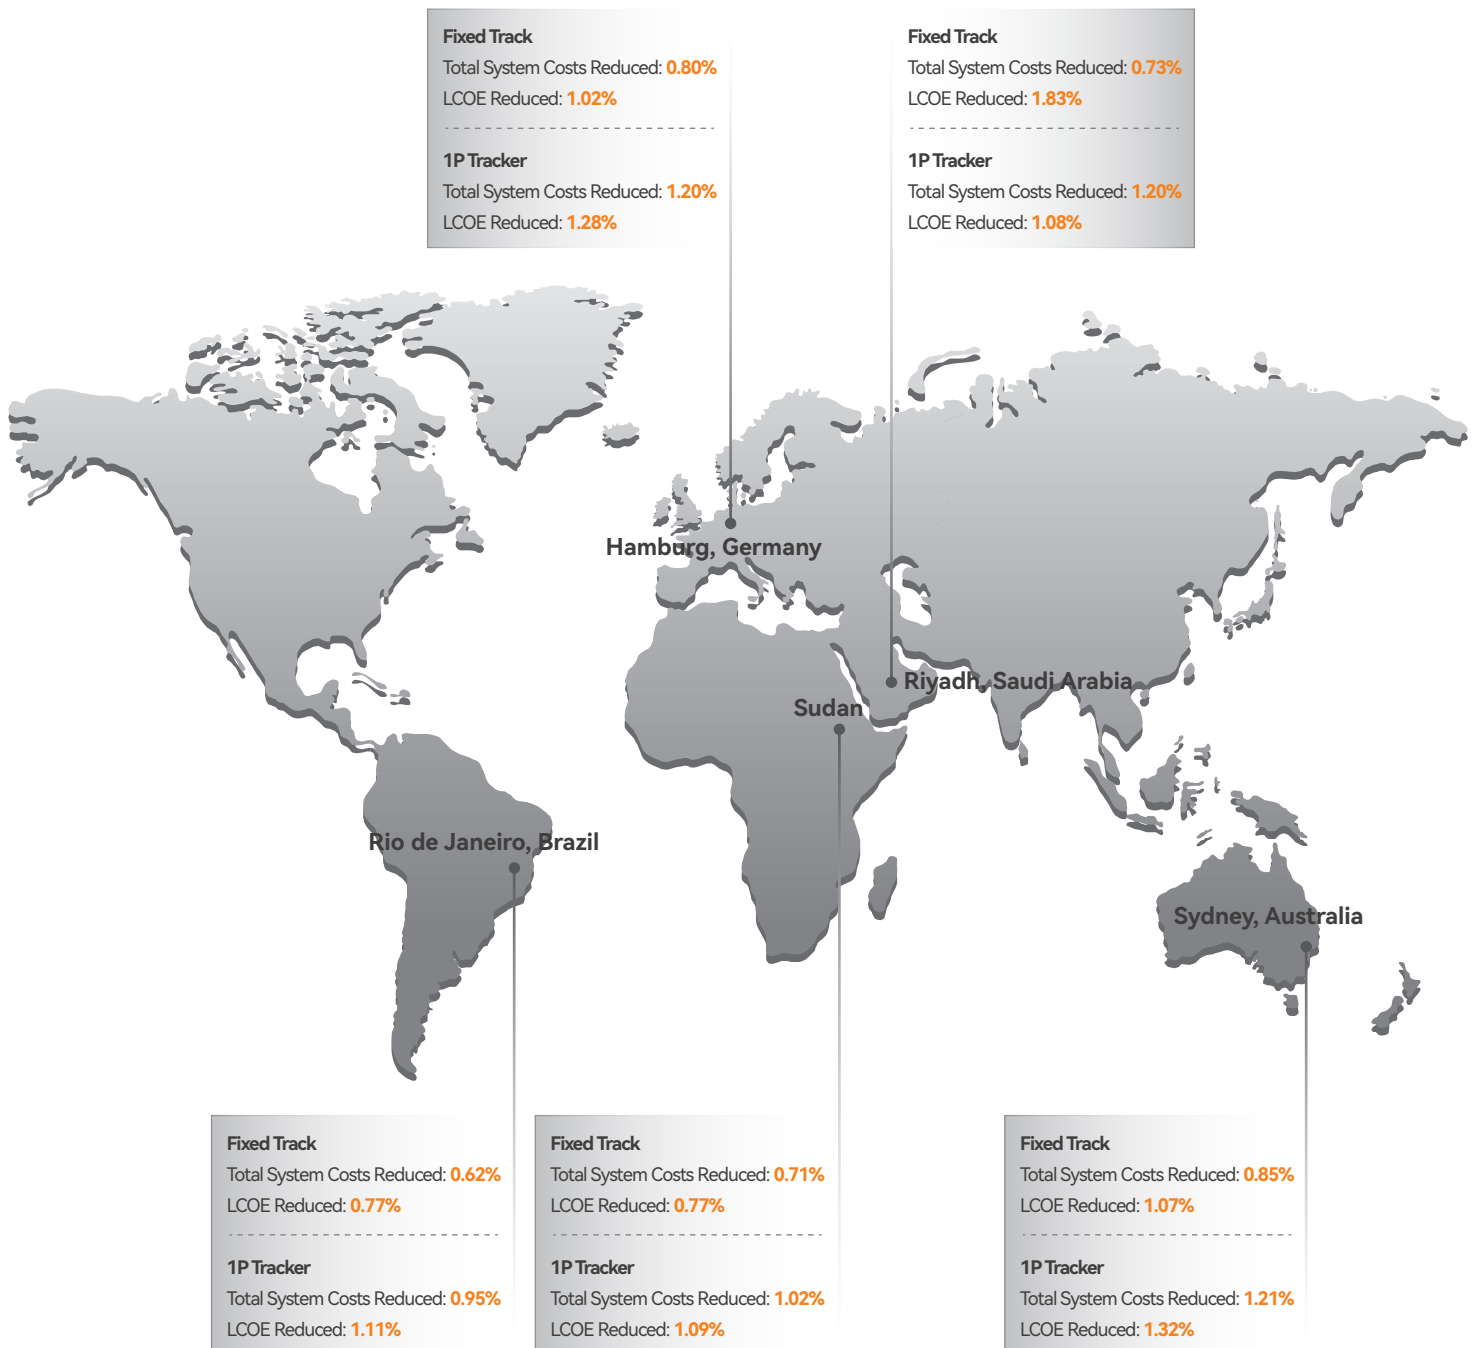 Fixed Track
Total System Costs Reduced: 0.80%
LCOE Reduced: 1.02%
1P Tracker
Total System Costs Reduced: 1.20%
LCOE Reduced: 1.28%
Fixed Track
Total System Costs Reduced: 0.73%
LCOE Reduced: 1.83%
1P Tracker
Total System Costs Reduced: 1.20%
LCOE Reduced: 1.08%
Hamburg, Germany
Riyadh, Saudi Arabia
Sudan
Rio de Janeiro, Brazil
Sydney, Australia
Fixed Track
Total System Costs Reduced: 0.62%
LCOE Reduced: 0.77%
1P Tracker
Total System Costs Reduced: 0.95%
LCOE Reduced: 1.11%
Fixed Track
Total System Costs Reduced: 0.71%
LCOE Reduced: 0.77%
1P Tracker
Total System Costs Reduced: 1.02%
LCOE Reduced: 1.09%
Fixed Track
Total System Costs Reduced: 0.85%
LCOE Reduced: 1.07%
1P Tracker
Total System Costs Reduced: 1.21%
LCOE Reduced: 1.32%